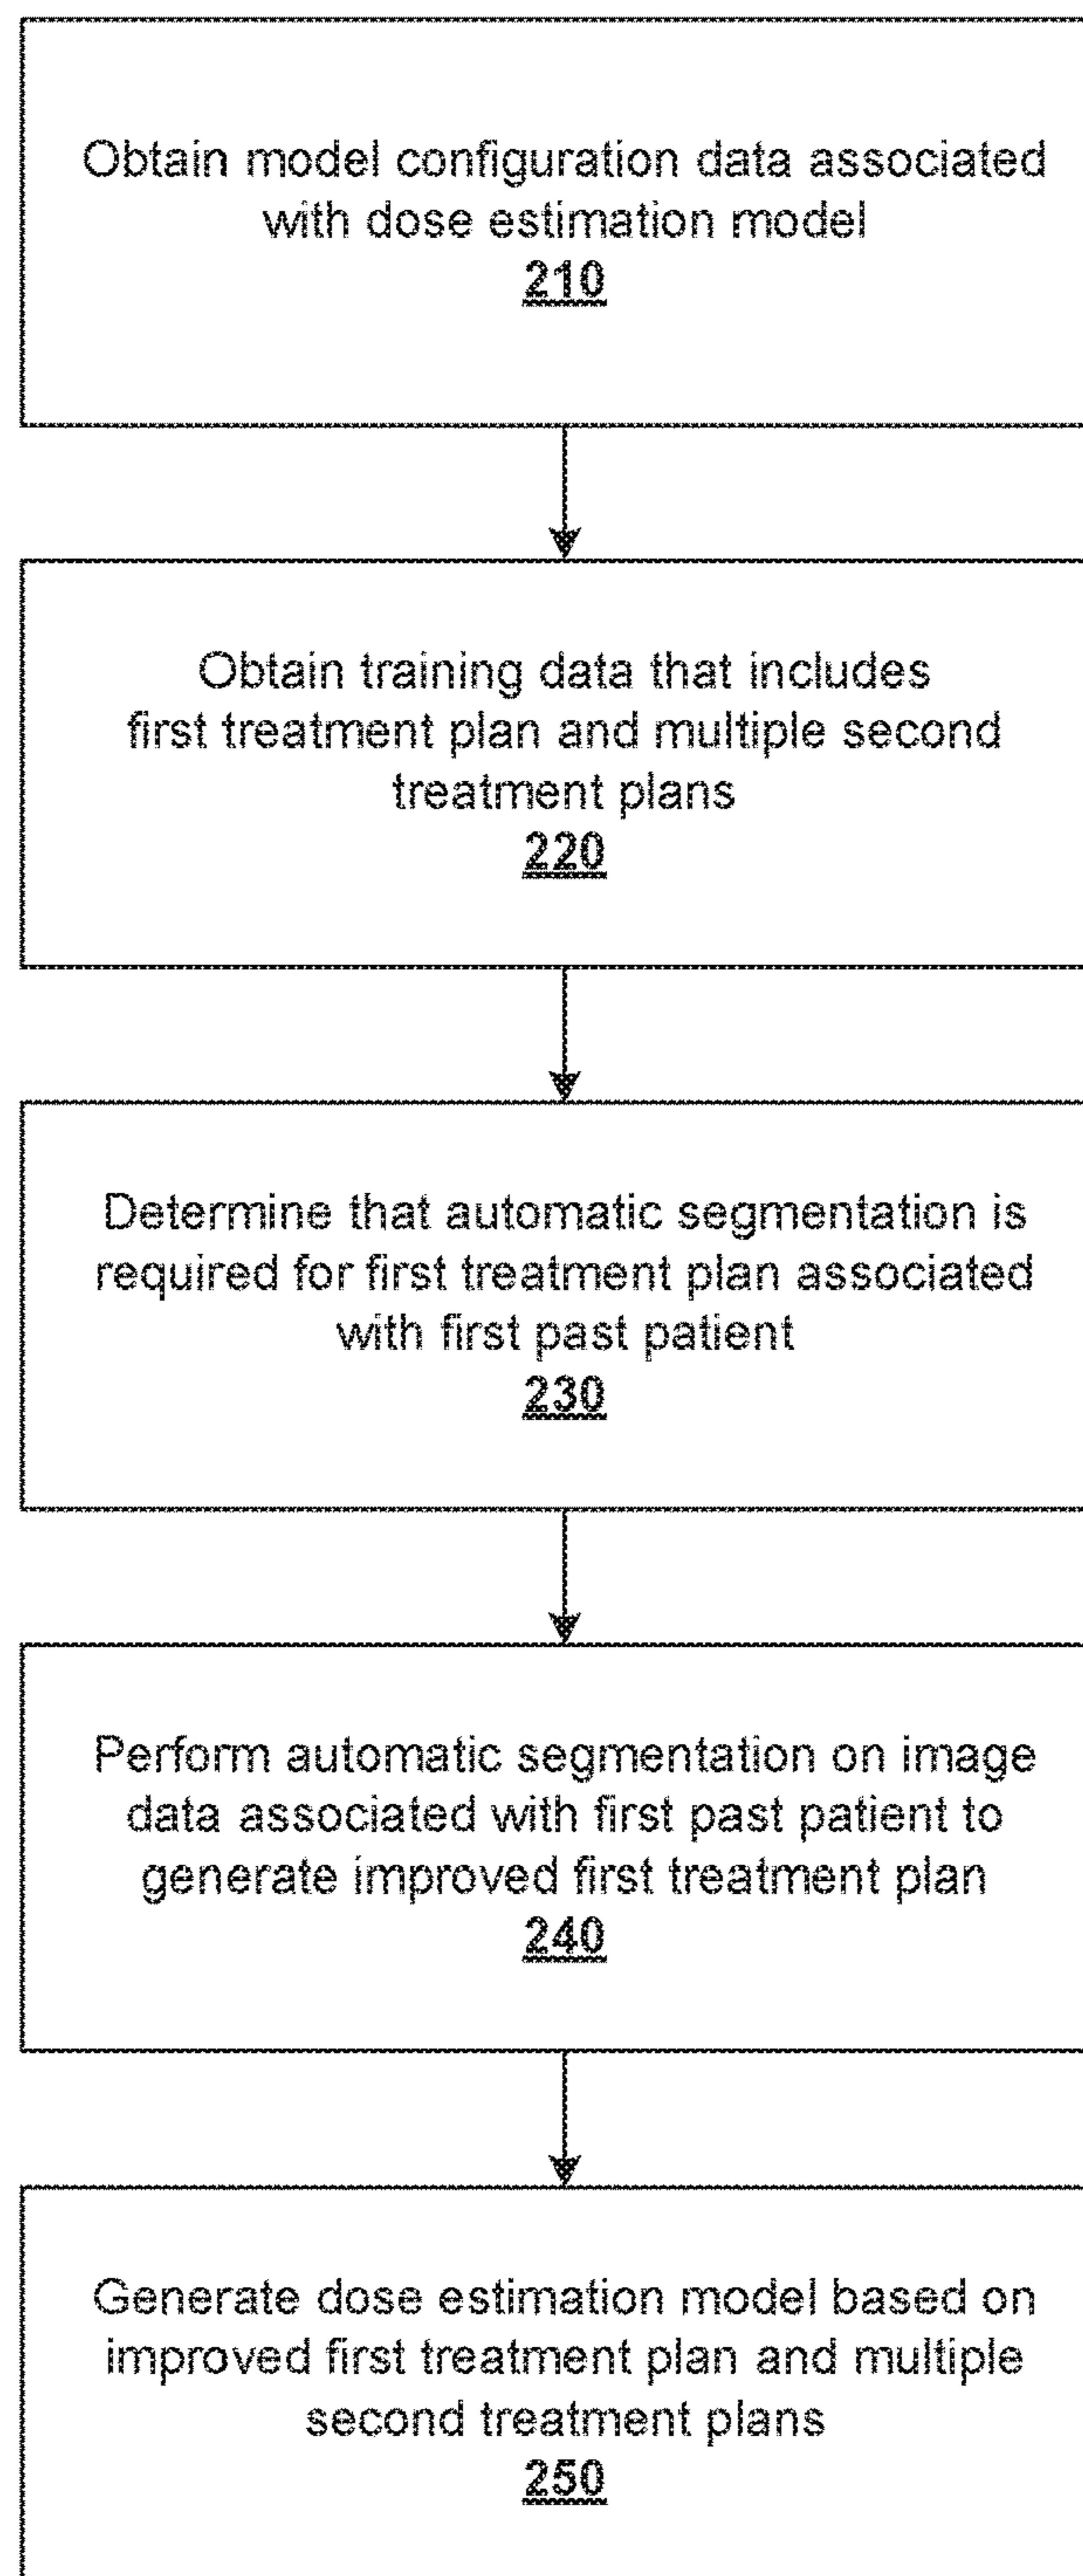 Obtain model configuration data associated
with dose estimation model
210
Obtain training data that includes
first treatment plan and multiple second
treatment plans
220
Determine that automatic segmentation is
required for first treatment plan associated
with first past patient
230
Perform automatic segmentation on image
data associated with first past patient to
generate improved first treatment plan
240
Generate dose estimation model based on
improved first treatment plan and multiple
second treatment plans
250